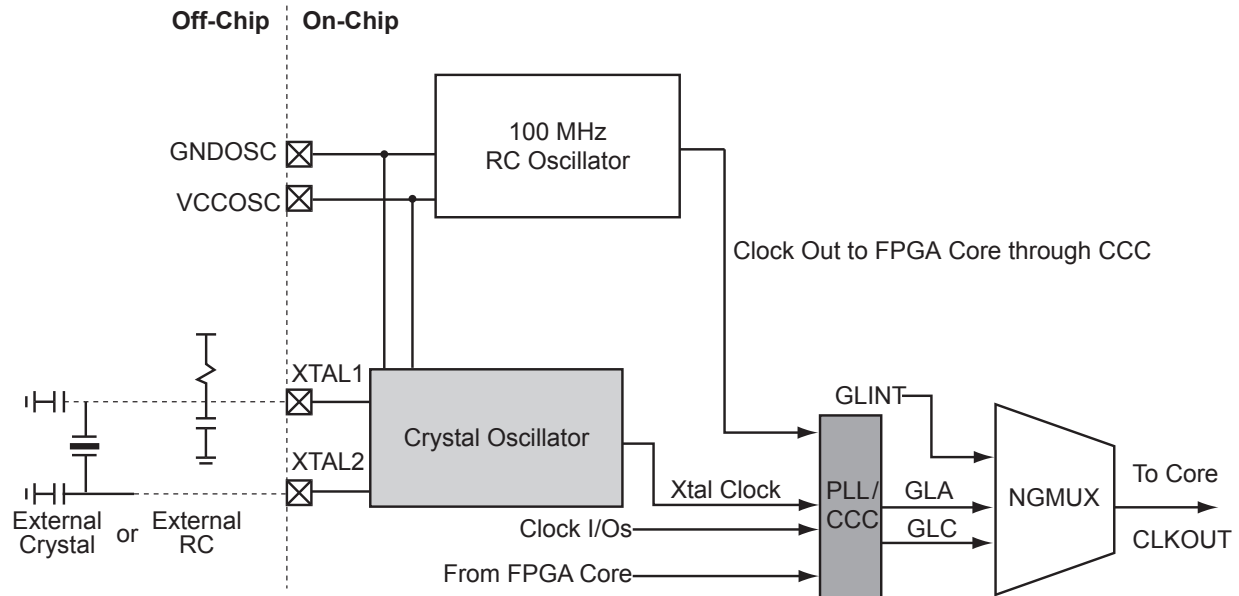 Off-Chip
On-Chip
100 MHz
RC Oscillator
GNDOSC
VCCOSC
Clock Out to FPGA Core through CCC
XTAL1
Crystal Oscillator
XTAL2
GLINT
Xtal Clock
PLL/
CCC
GLA
GLC
NGMUX
To Core
CLKOUT
External
Crystal
or
External
RC
Clock I/Os
From FPGA Core